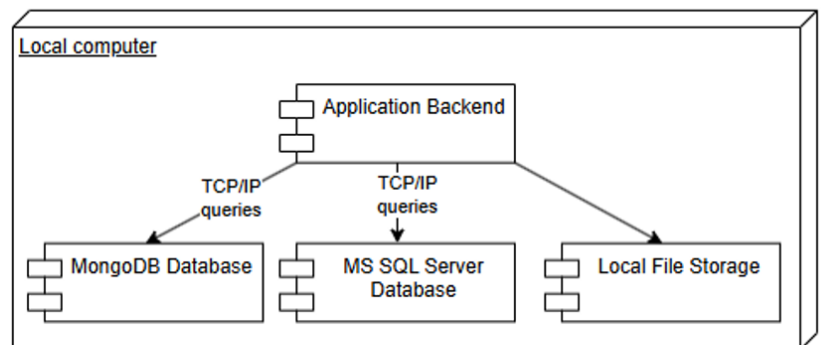 Local computer
Application Backend
TCP/IP
queries
TCP/IP
queries
MongoDB Database
MS SQL Server
Database
Local File Storage